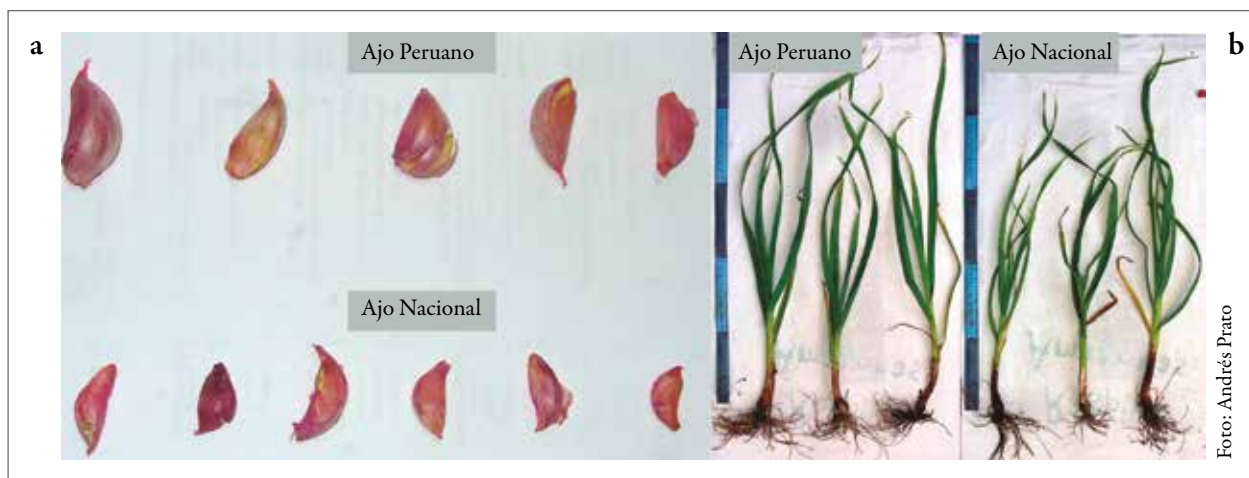 a
Ajo Peruano
Ajo Nacional
Ajo Peruano
Ajo Nacional
b
Foto: Andrés Prato